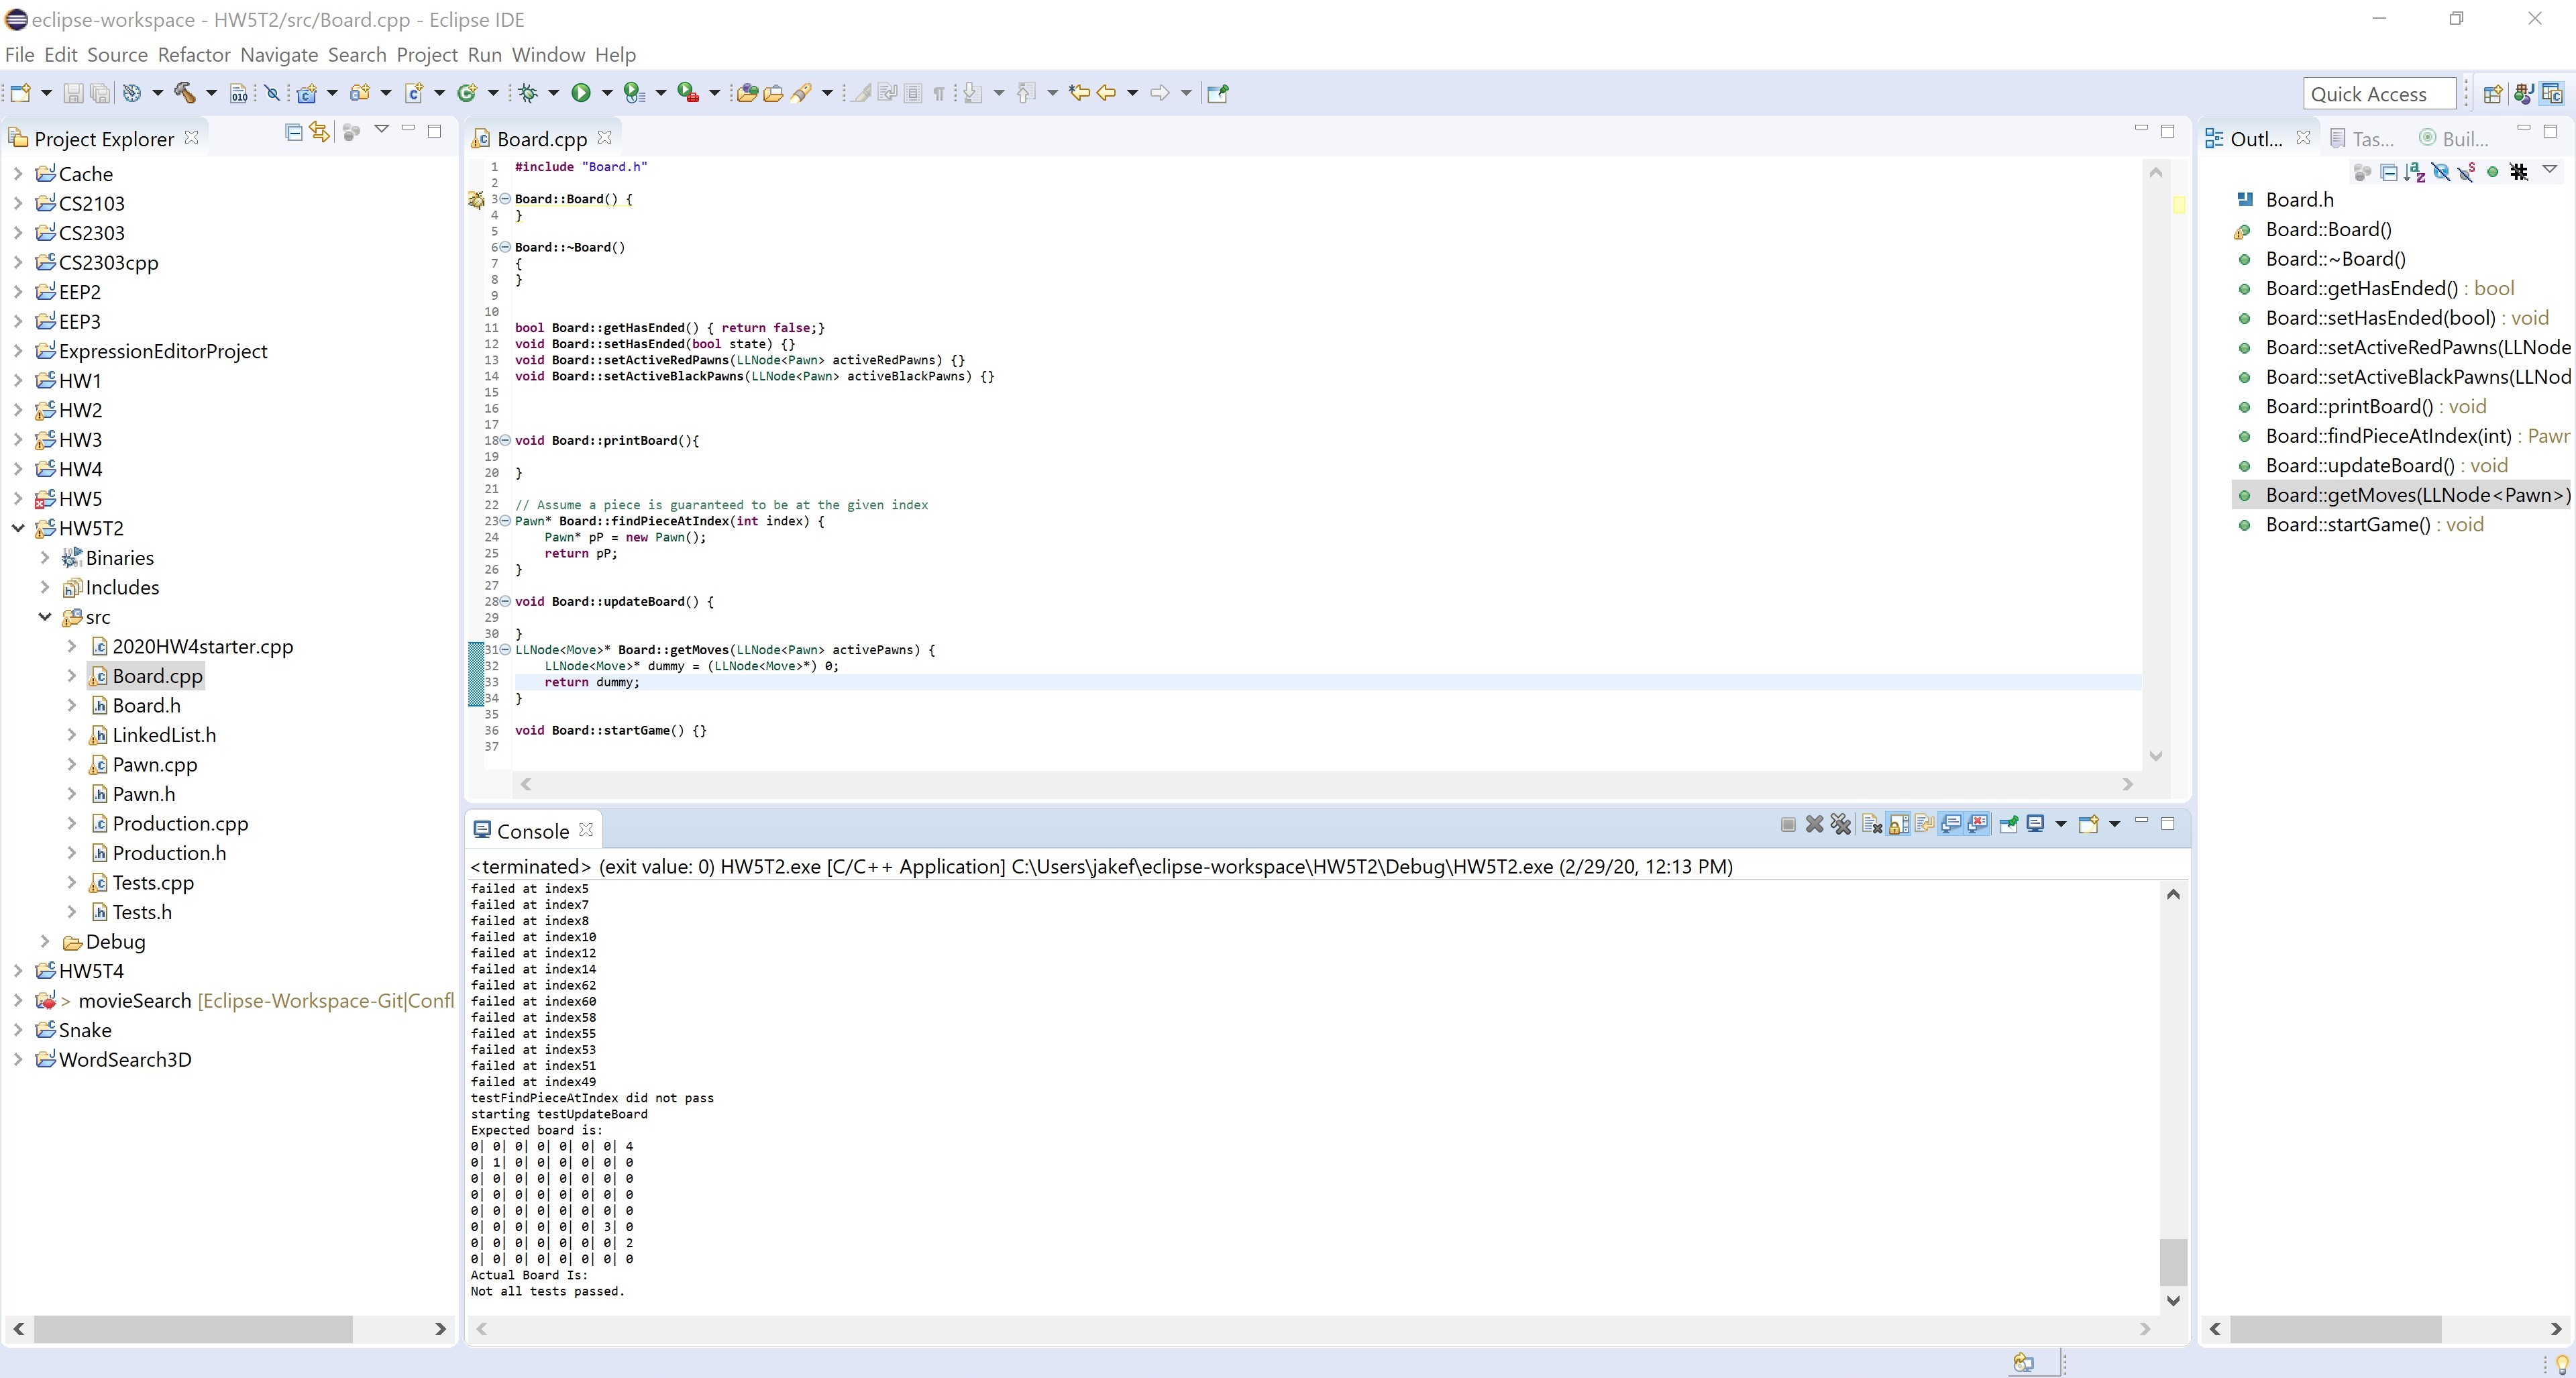 eclipse-workspace - HW5T2/src/Board.cpp - Eclipse IDE
File Edit Source Refactor Navigate Search Project Run Window Help
Quick Access
Project Explorer
Cache
CS2103
CS2303
CS2303cpp
EEP2
EEP3
ExpressionEditorProject
HW1
HW2
HW3
HW4
HW5
HW5T2
Binaries
Includes
src
2020HW4starter.cpp
Board.cpp
Board.h
LinkedList.h
Pawn.cpp
Pawn.h
Production.cpp
Production.h
Tests.cpp
Tests.h
Debug
HW5T4
> movieSearch [Eclipse-Workspace-Git|Confl
Snake
WordSearch3D
Board.cpp
1 #include "Board.h"
2
3 Board::Board() {
4 }
5
6 Board::~Board()
7 {
8 }
9
10
11 bool Board::getHasEnded() { return false;}
12 void Board::setHasEnded(bool state) {}
13 void Board::setActiveRedPawns(LLNode<Pawn> activeRedPawns) {}
14 void Board::setActiveBlackPawns(LLNode<Pawn> activeBlackPawns) {}
15
16
17
18 void Board::printBoard(){
19
20 }
21
22 // Assume a piece is guaranteed to be at the given index
23 Pawn* Board::findPieceAtIndex(int index) {
24     Pawn* pP = new Pawn();
25     return pP;
26 }
27
28 void Board::updateBoard() {
29
30 }
31 LLNode<Move>* Board::getMoves(LLNode<Pawn> activePawns) {
32     LLNode<Move>* dummy = (LLNode<Move>*) 0;
33     return dummy;
34 }
35
36 void Board::startGame() {}
37
Console
<terminated> (exit value: 0) HW5T2.exe [C/C++ Application] C:\Users\jakef\eclipse-workspace\HW5T2\Debug\HW5T2.exe (2/29/20, 12:13 PM)
failed at index5
failed at index7
failed at index8
failed at index10
failed at index12
failed at index14
failed at index62
failed at index60
failed at index58
failed at index55
failed at index53
failed at index51
failed at index49
testFindPieceAtIndex did not pass
starting testUpdateBoard
Expected board is:
0| 0| 0| 0| 0| 0| 0| 4
0| 1| 0| 0| 0| 0| 0| 0
0| 0| 0| 0| 0| 0| 0| 0
0| 0| 0| 0| 0| 0| 0| 0
0| 0| 0| 0| 0| 0| 0| 0
0| 0| 0| 0| 0| 0| 3| 0
0| 0| 0| 0| 0| 0| 0| 2
0| 0| 0| 0| 0| 0| 0| 0
Actual Board Is:
Not all tests passed.
Outl... Tas... Buil...
Board.h
Board::Board()
Board::~Board()
Board::getHasEnded() : bool
Board::setHasEnded(bool) : void
Board::setActiveRedPawns(LLNode
Board::setActiveBlackPawns(LLNod
Board::printBoard() : void
Board::findPieceAtIndex(int) : Pawr
Board::updateBoard() : void
Board::getMoves(LLNode<Pawn>)
Board::startGame() : void